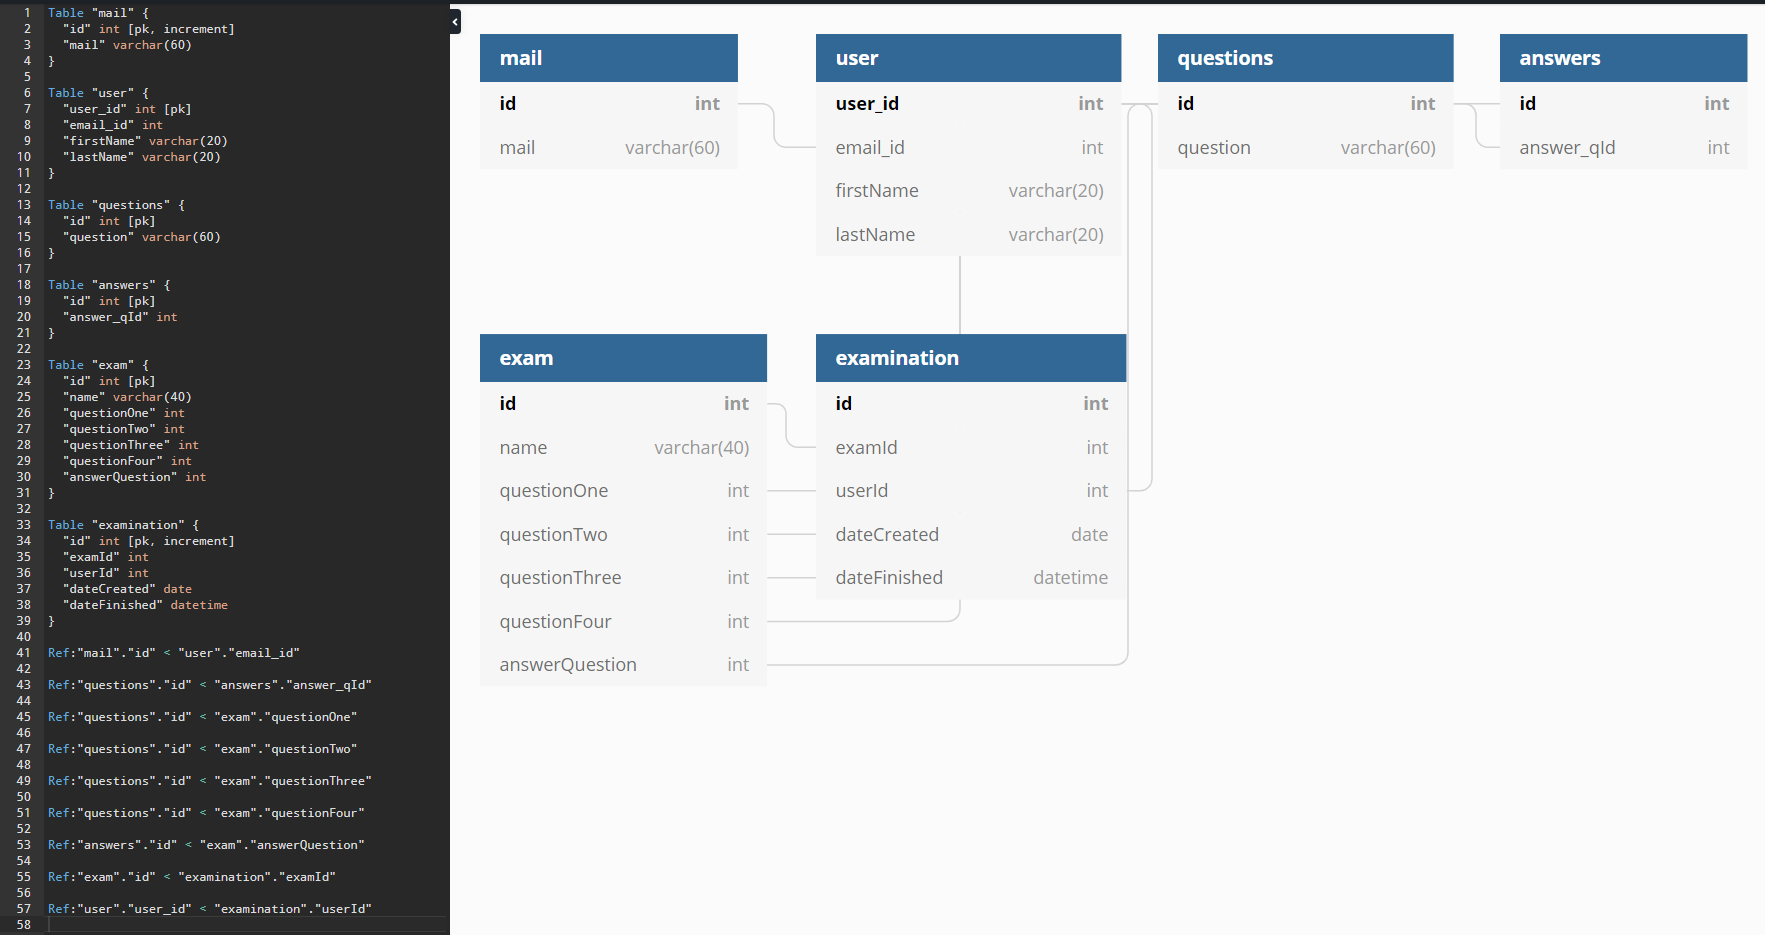 1 Table "mail" {
2 "id" int [pk, increment]
3 "mail" varchar(60)
4 }
5
6 Table "user" {
7 "user_id" int [pk]
8 "email_id" int
9 "firstName" varchar(20)
10 "lastName" varchar(20)
11 }
12
13 Table "questions" {
14 "id" int [pk]
15 "question" varchar(60)
16 }
17
18 Table "answers" {
19 "id" int [pk]
20 "answer_qId" int
21 }
22
23 Table "exam" {
24 "id" int [pk]
25 "name" varchar(40)
26 "questionOne" int
27 "questionTwo" int
28 "questionThree" int
29 "questionFour" int
30 "answerQuestion" int
31 }
32
33 Table "examination" {
34 "id" int [pk, increment]
35 "examId" int
36 "userId" int
37 "dateCreated" date
38 "dateFinished" datetime
39 }
40
41 Ref:"mail"."id" < "user"."email_id"
42
43 Ref:"questions"."id" < "answers"."answer_qId"
44
45 Ref:"questions"."id" < "exam"."questionOne"
46
47 Ref:"questions"."id" < "exam"."questionTwo"
48
49 Ref:"questions"."id" < "exam"."questionThree"
50
51 Ref:"questions"."id" < "exam"."questionFour"
52
53 Ref:"answers"."id" < "exam"."answerQuestion"
54
55 Ref:"exam"."id" < "examination"."examId"
56
57 Ref:"user"."user_id" < "examination"."userId"
58
mail
id int
mail varchar(60)
user
user_id int
email_id int
firstName varchar(20)
lastName varchar(20)
questions
id int
question varchar(60)
answers
id int
answer_qId int
exam
id int
name varchar(40)
questionOne int
questionTwo int
questionThree int
questionFour int
answerQuestion int
examination
id int
examId int
userId int
dateCreated date
dateFinished datetime